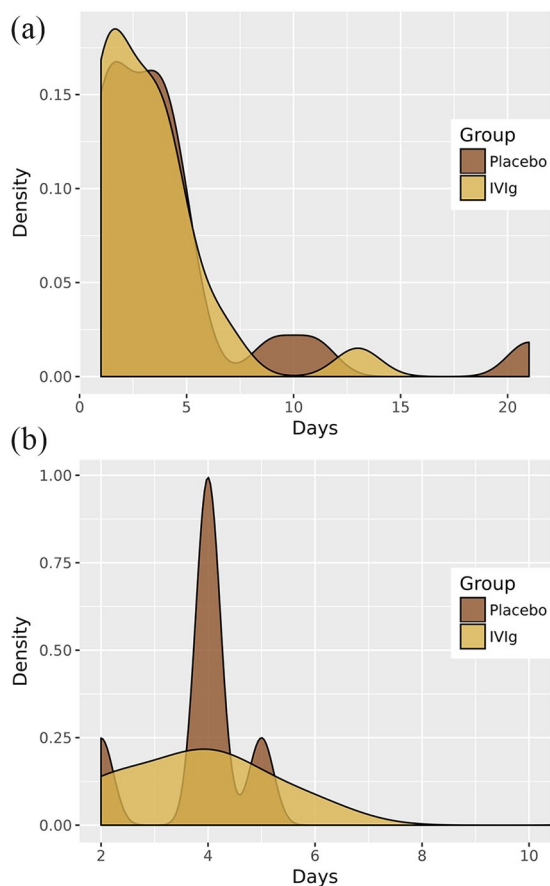 (a)
Density
0.15
0.10
0.05
0.00
Group
Placebo
IVIg
0 5 10 15 20
Days
(b)
Density
1.00
0.75
0.50
0.25
0.00
Group
Placebo
IVIg
2 4 6 8 10
Days